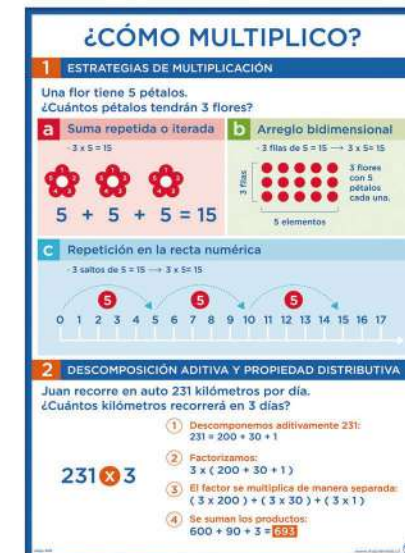 ¿CÓMO MULTIPLICO?
1 ESTRATEGIAS DE MULTIPLICACIÓN
Una flor tiene 5 pétalos.
¿Cuántos pétalos tendrán 3 flores?
a Suma repetida o iterada
· 3 x 5 = 15
5 + 5 + 5 = 15
b Arreglo bidimensional
· 3 filas de 5 = 15 → 3 x 5= 15
3 filas
3 flores
con 5
pétalos
cada una.
5 elementos
c Repetición en la recta numérica
· 3 saltos de 5 = 15 → 3 x 5= 15
5 5 5
0 1 2 3 4 5 6 7 8 9 10 11 12 13 14 15 16 17
2 DESCOMPOSICIÓN ADITIVA Y PROPIEDAD DISTRIBUTIVA
Juan recorre en auto 231 kilómetros por día.
¿Cuántos kilómetros recorrerá en 3 días?
231 x 3
1 Descomponemos aditivamente 231:
231 = 200 + 30 + 1
2 Factorizamos:
3 x ( 200 + 30 + 1 )
3 El factor se multiplica de manera separada:
( 3 x 200 ) + ( 3 x 30 ) + ( 3 x 1 )
4 Se suman los productos:
600 + 90 + 3 = 693